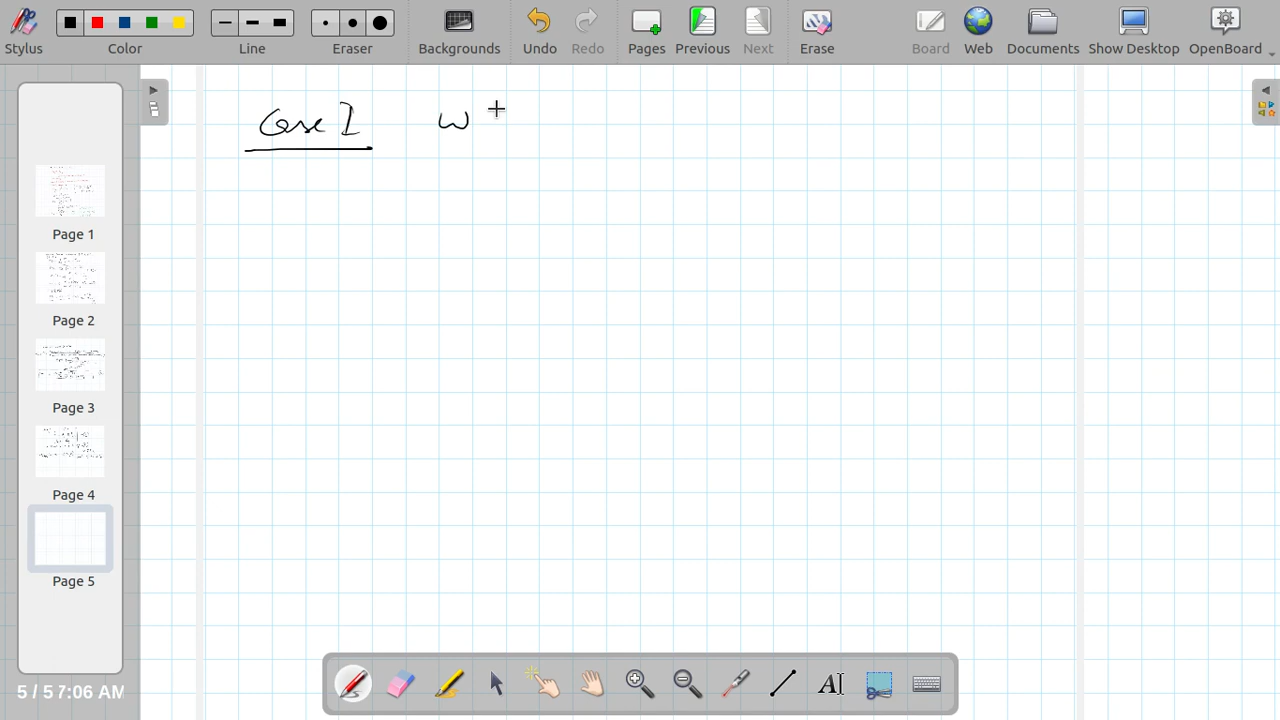 Stylus
Color
Line
Eraser
Backgrounds
Undo
Redo
Pages
Previous
Next
Erase
Board
Web
Documents
Show Desktop
OpenBoard
Case I ω
Page 1
Page 2
Page 3
Page 4
Page 5
5 / 5 7:06 AM